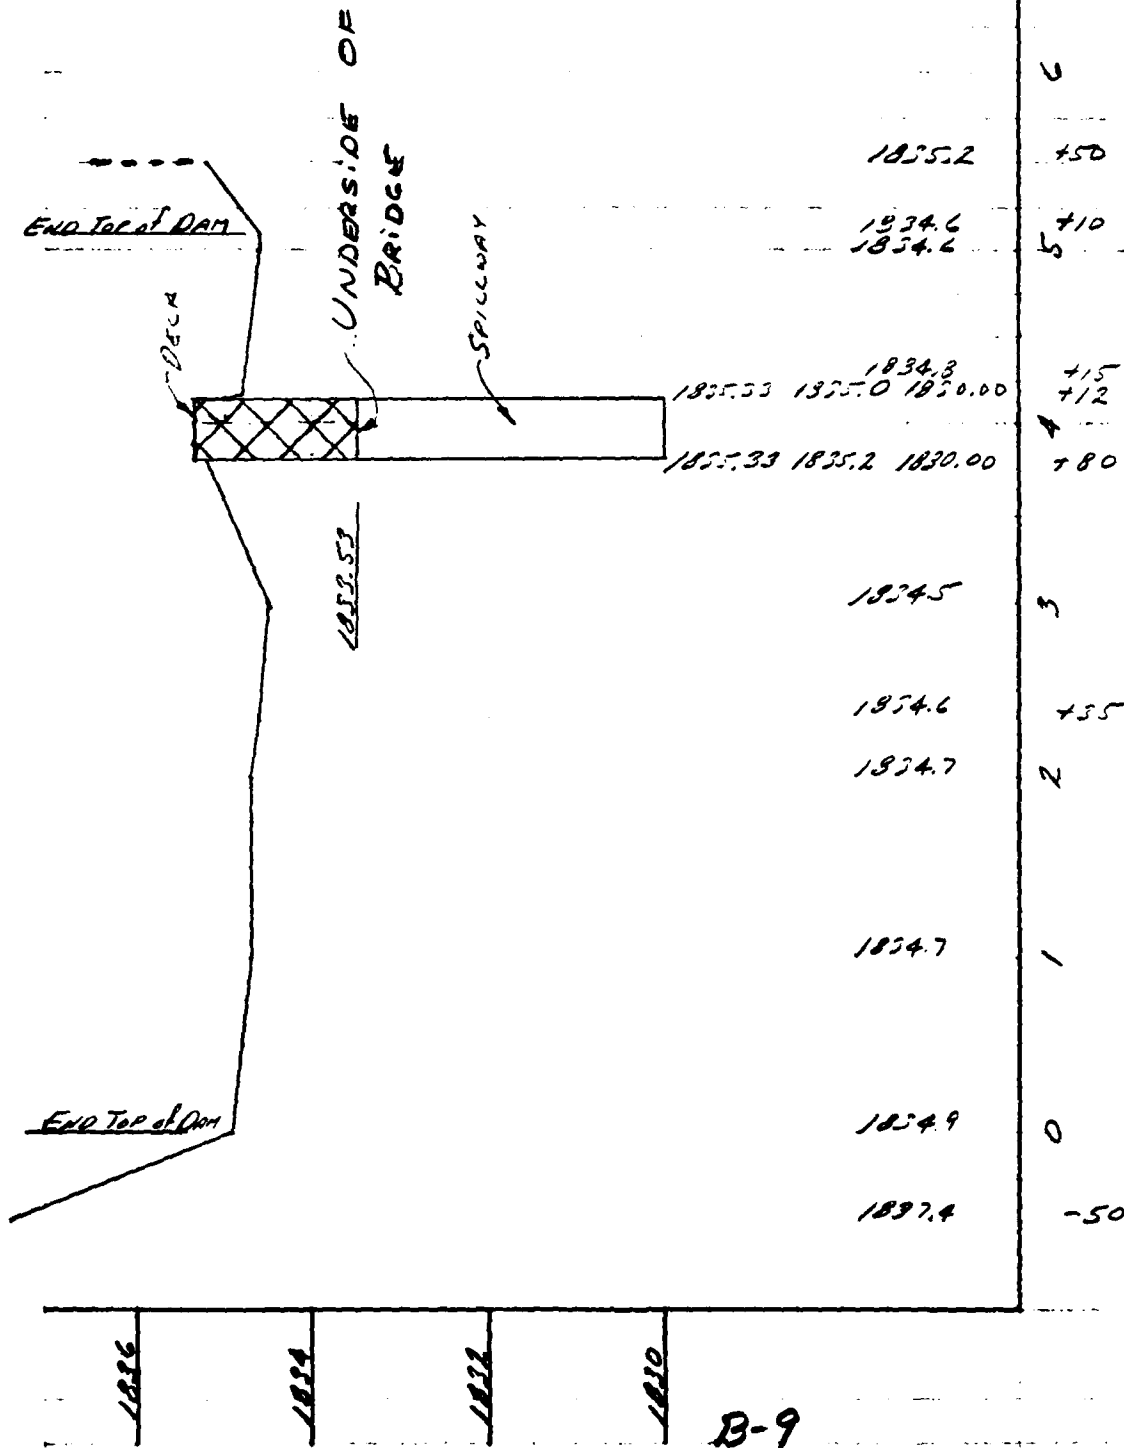 6
UNDERSIDE OF
BRIDGE
1835.2 +50
END TOP of DAM
1834.6 +10
1834.6
5
DECK
SPILLWAY
1834.8 +15
1835.33 1835.0 1830.00 +12
4
1835.33 1835.2 1830.00 +80
1833.53
1834.5 3
1834.6 +35
1834.7 2
1834.7 1
END TOP of DAM
1834.9 0
1837.4 -50
1836
1834
1832
1830
B-9